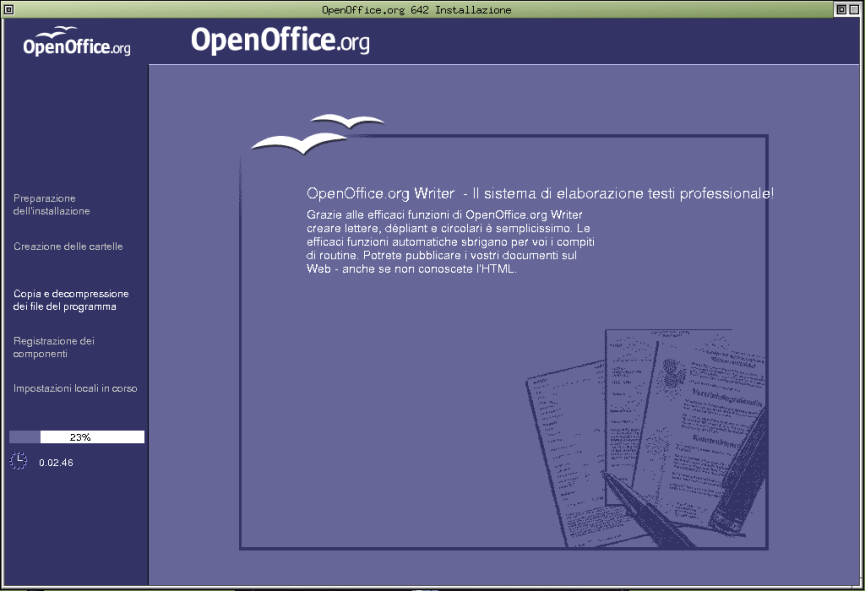 OpenOffice.org 642 Installazione
OpenOffice.org
OpenOffice.org
Preparazione
dell'installazione
Creazione delle cartelle
Copia e decompressione
dei file del programma
Registrazione dei
componenti
Impostazioni locali in corso
23%
0.02.46
OpenOffice.org Writer - Il sistema di elaborazione testi professionale!
Grazie alle efficaci funzioni di OpenOffice.org Writer
creare lettere, dépliant e circolari è semplicissimo. Le
efficaci funzioni automatiche sbrigano per voi i compiti
di routine. Potrete pubblicare i vostri documenti sul
Web - anche se non conoscete l'HTML.